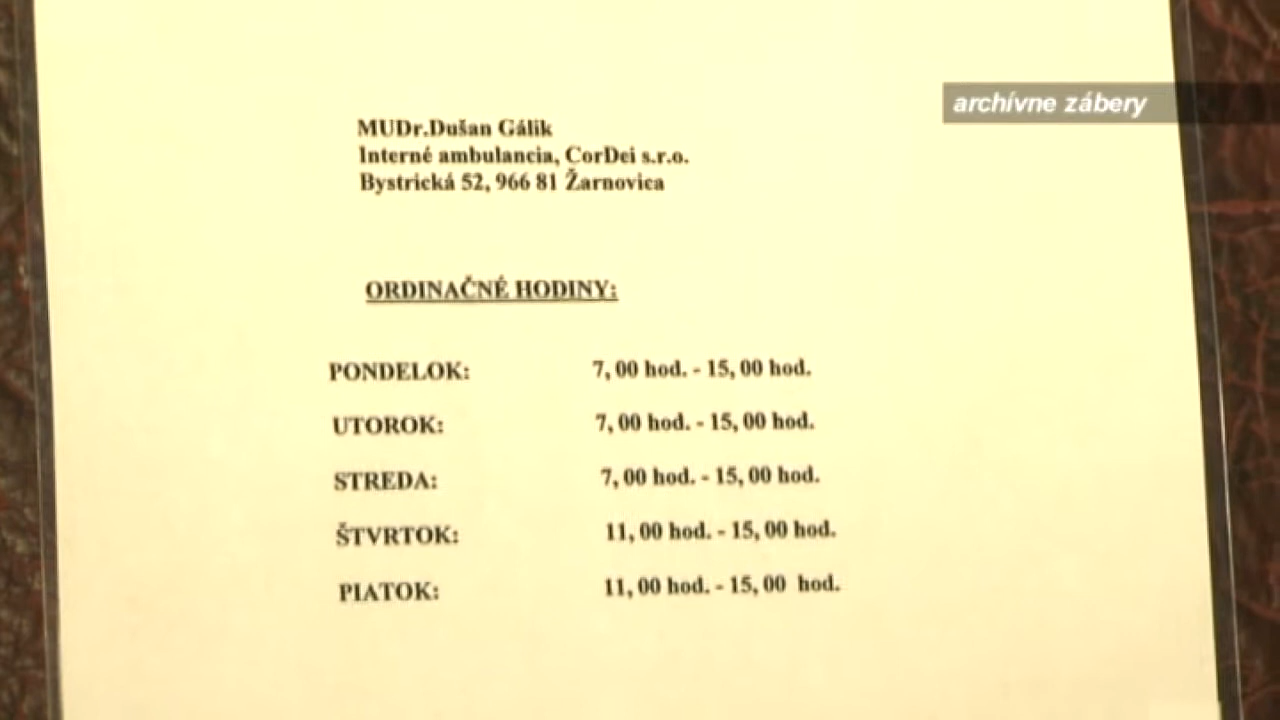 archívne zábery
MUDr.Dušan Gálik
Interné ambulancia, CorDei s.r.o.
Bystrická 52, 966 81 Žarnovica
ORDINAČNÉ HODINY:
PONDELOK: 7, 00 hod. - 15, 00 hod.
UTOROK: 7, 00 hod. - 15, 00 hod.
STREDA: 7, 00 hod. - 15, 00 hod.
ŠTVRTOK: 11, 00 hod. - 15, 00 hod.
PIATOK: 11, 00 hod. - 15, 00 hod.